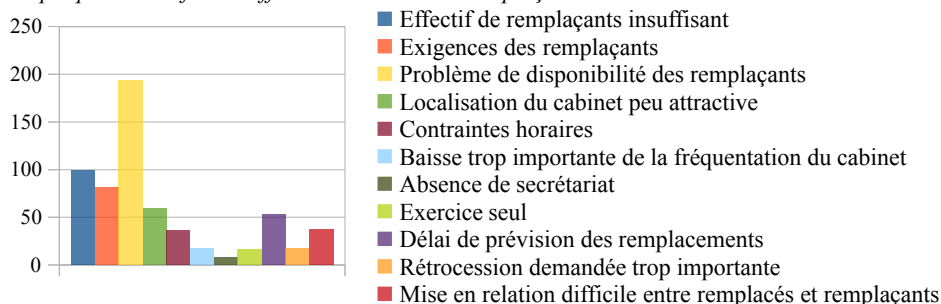 250
200
150
100
50
0
Effectif de remplaçants insuffisant
Exigences des remplaçants
Problème de disponibilité des remplaçants
Localisation du cabinet peu attractive
Contraintes horaires
Baisse trop importante de la fréquentation du cabinet
Absence de secrétariat
Exercice seul
Délai de prévision des remplacements
Rétrocession demandée trop importante
Mise en relation difficile entre remplacés et remplaçants